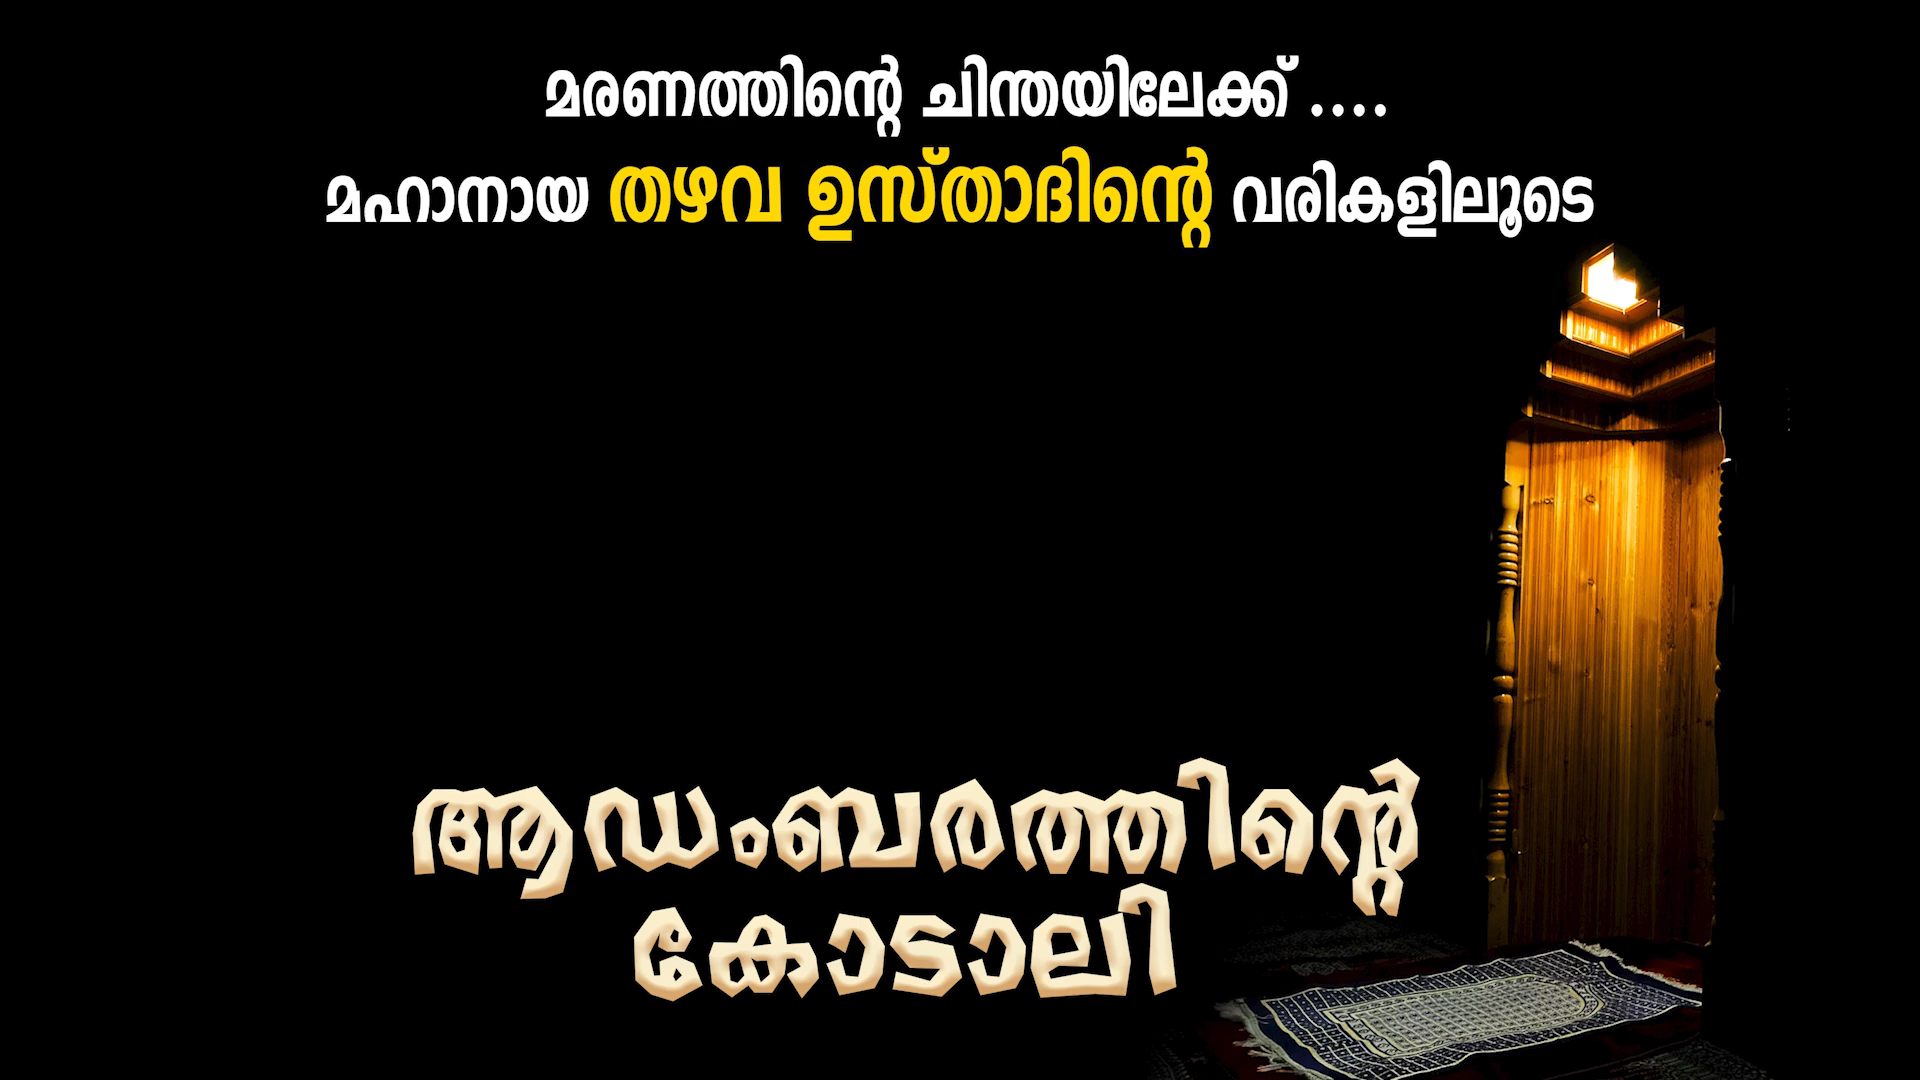 മരണത്തിന്റെ ചിന്തയിലേക്ക് ....
മഹാനായ തഴവ ഉസ്താദിന്റെ വരികളിലൂടെ
ആഡംബരത്തിന്റെ
കോടാലി